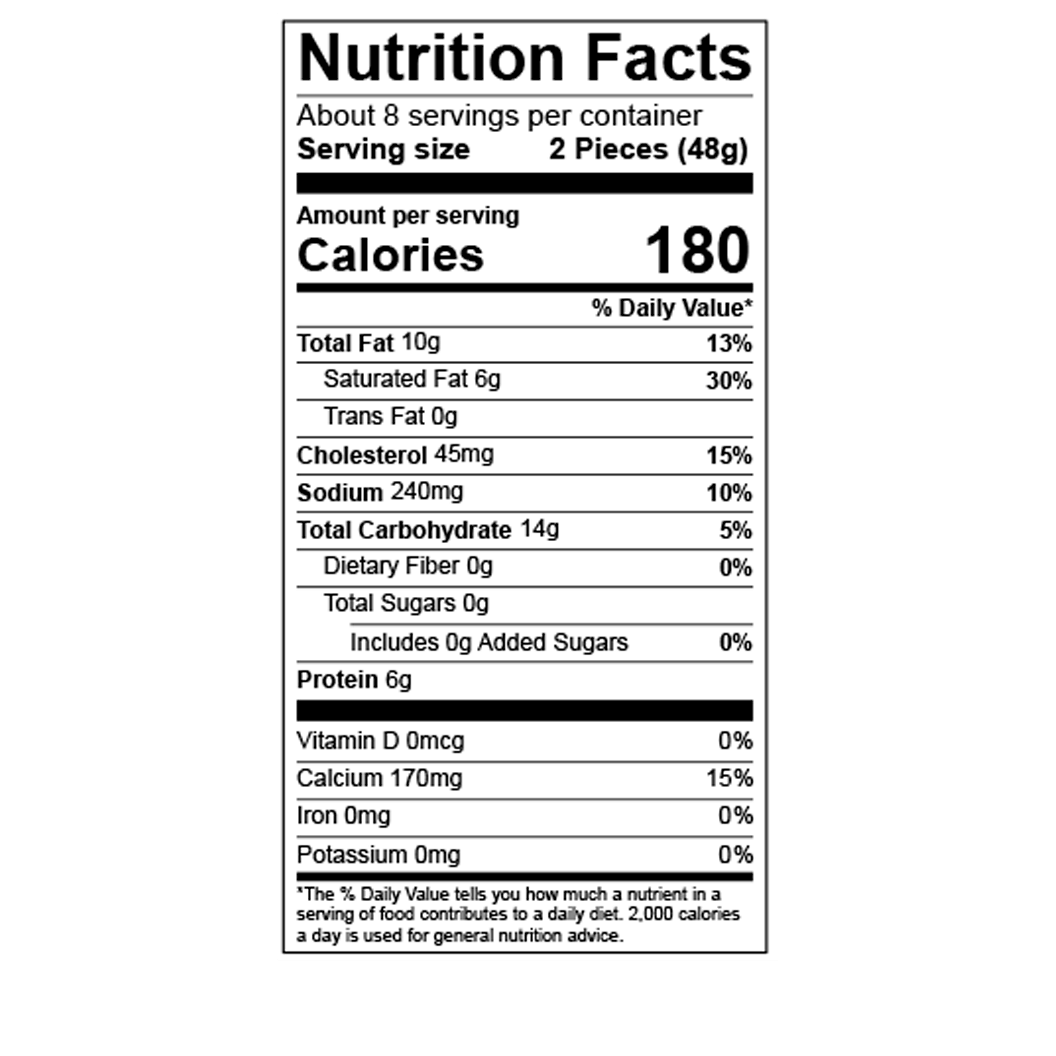 Nutrition Facts
About 8 servings per container
Serving size 2 Pieces (48g)
Amount per serving
Calories 180
% Daily Value*
Total Fat 10g 13%
Saturated Fat 6g 30%
Trans Fat 0g
Cholesterol 45mg 15%
Sodium 240mg 10%
Total Carbohydrate 14g 5%
Dietary Fiber 0g 0%
Total Sugars 0g
Includes 0g Added Sugars 0%
Protein 6g
Vitamin D 0mcg 0%
Calcium 170mg 15%
Iron 0mg 0%
Potassium 0mg 0%
*The % Daily Value tells you how much a nutrient in a
serving of food contributes to a daily diet. 2,000 calories
a day is used for general nutrition advice.